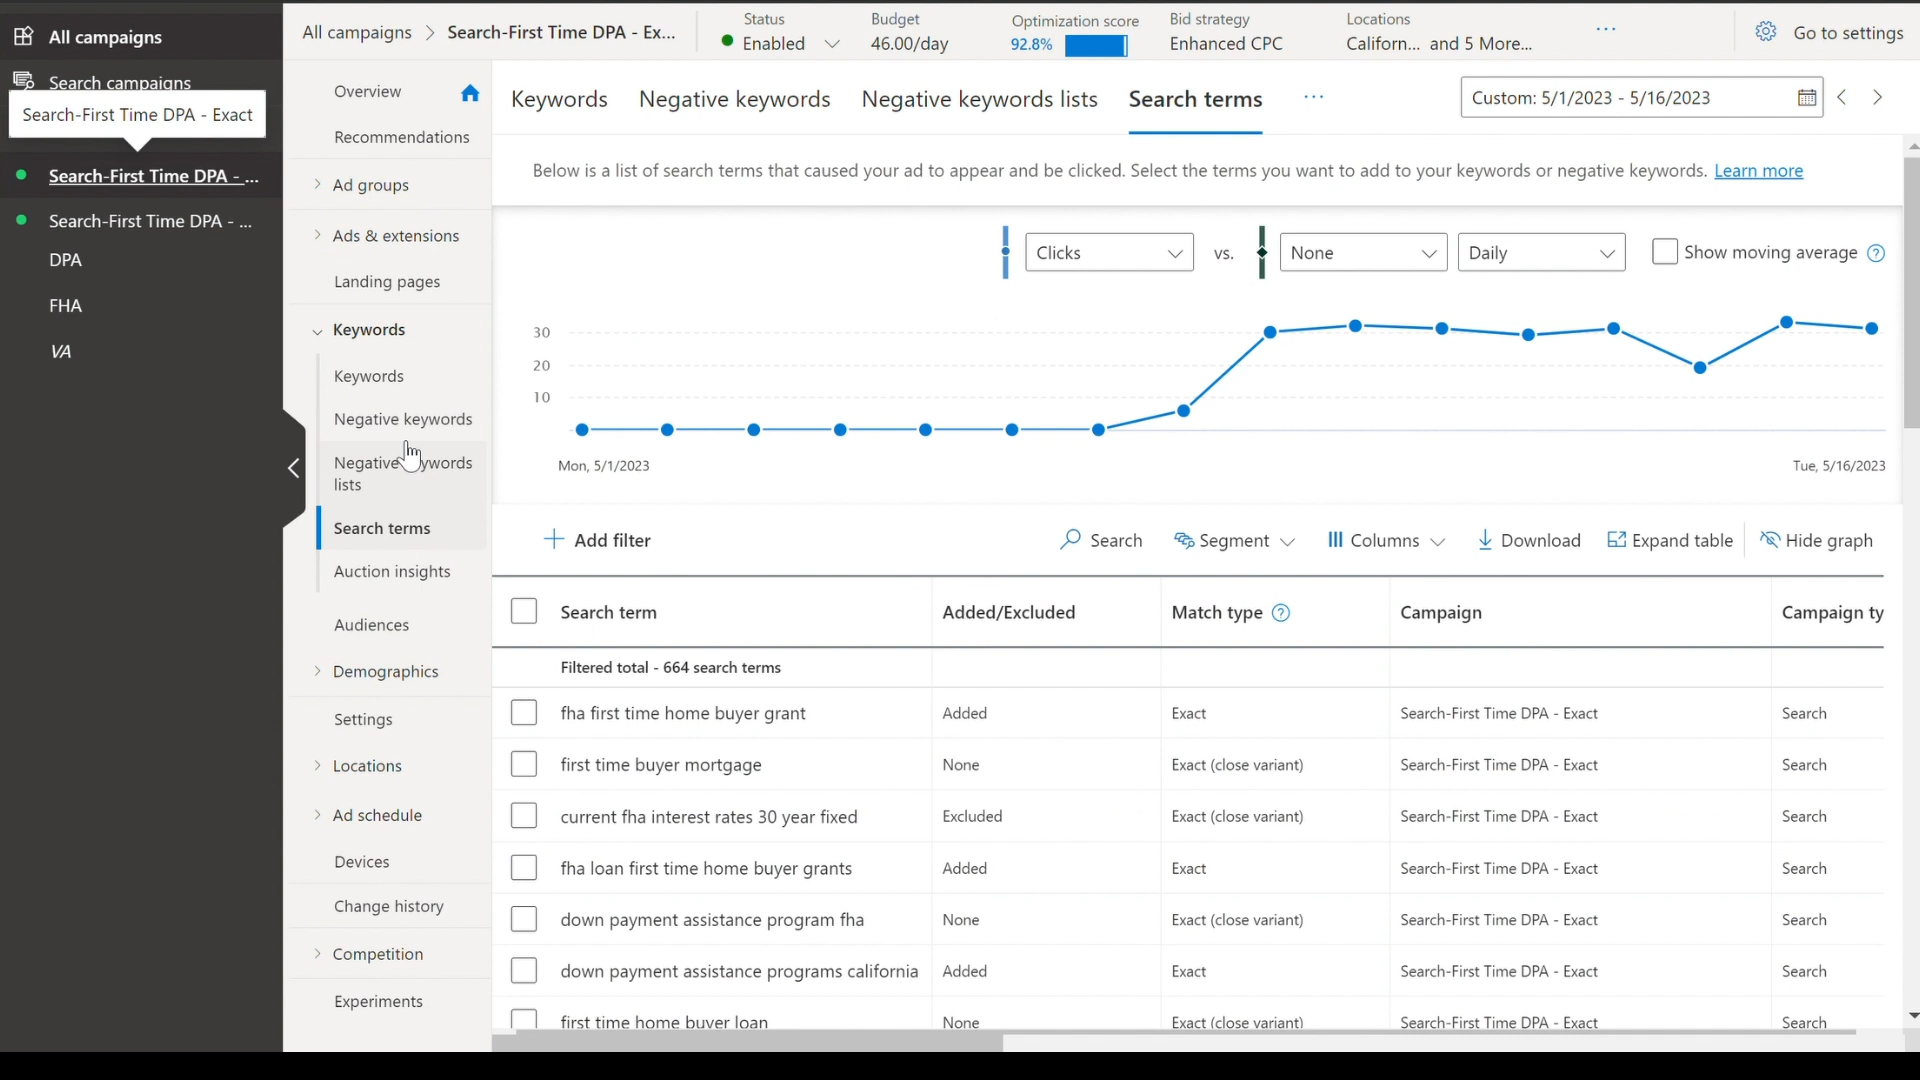 All campaigns
Search campaigns
Search-First Time DPA - Exact
Search-First Time DPA - ...
Search-First Time DPA - ...
DPA
FHA
VA
All campaigns > Search-First Time DPA - Ex...
Status
Enabled
Budget
46.00/day
Optimization score
92.8%
Bid strategy
Enhanced CPC
Locations
Californ... and 5 More...
...
Go to settings
Overview
Recommendations
Ad groups
Ads & extensions
Landing pages
Keywords
Keywords
Negative keywords
Negative keywords
lists
Search terms
Auction insights
Audiences
Demographics
Settings
Locations
Ad schedule
Devices
Change history
Competition
Experiments
Keywords Negative keywords Negative keywords lists Search terms ...
Custom: 5/1/2023 - 5/16/2023
Below is a list of search terms that caused your ad to appear and be clicked. Select the terms you want to add to your keywords or negative keywords. Learn more
Clicks vs. None Daily Show moving average
30
20
10
Mon, 5/1/2023 Tue, 5/16/2023
Add filter Search Segment Columns Download Expand table Hide graph
Search term Added/Excluded Match type Campaign Campaign ty
Filtered total - 664 search terms
fha first time home buyer grant Added Exact Search-First Time DPA - Exact Search
first time buyer mortgage None Exact (close variant) Search-First Time DPA - Exact Search
current fha interest rates 30 year fixed Excluded Exact (close variant) Search-First Time DPA - Exact Search
fha loan first time home buyer grants Added Exact Search-First Time DPA - Exact Search
down payment assistance program fha None Exact (close variant) Search-First Time DPA - Exact Search
down payment assistance programs california Added Exact Search-First Time DPA - Exact Search
first time home buyer loan None Exact (close variant) Search-First Time DPA - Exact Search